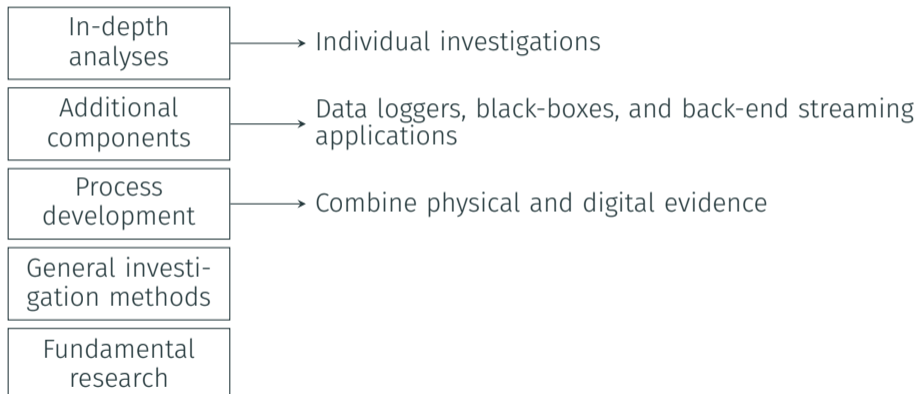 In-depth
analyses
Individual investigations
Additional
components
Data loggers, black-boxes, and back-end streaming
applications
Process
development
Combine physical and digital evidence
General investi-
gation methods
Fundamental
research